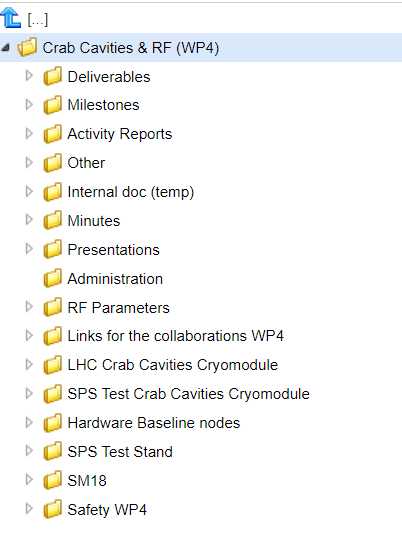 [...]
Crab Cavities & RF (WP4)
Deliverables
Milestones
Activity Reports
Other
Internal doc (temp)
Minutes
Presentations
Administration
RF Parameters
Links for the collaborations WP4
LHC Crab Cavities Cryomodule
SPS Test Crab Cavities Cryomodule
Hardware Baseline nodes
SPS Test Stand
SM18
Safety WP4